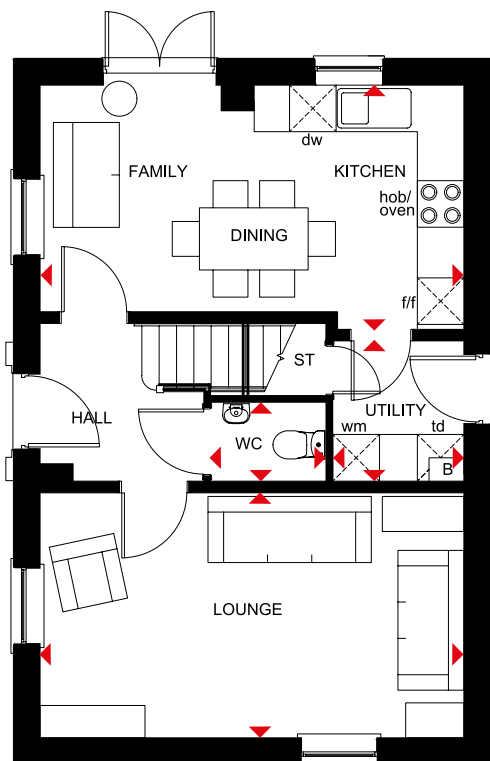 dw
FAMILY
KITCHEN
hob/
oven
DINING
f/f
ST
HALL
UTILITY
WC
wm
td
B
LOUNGE